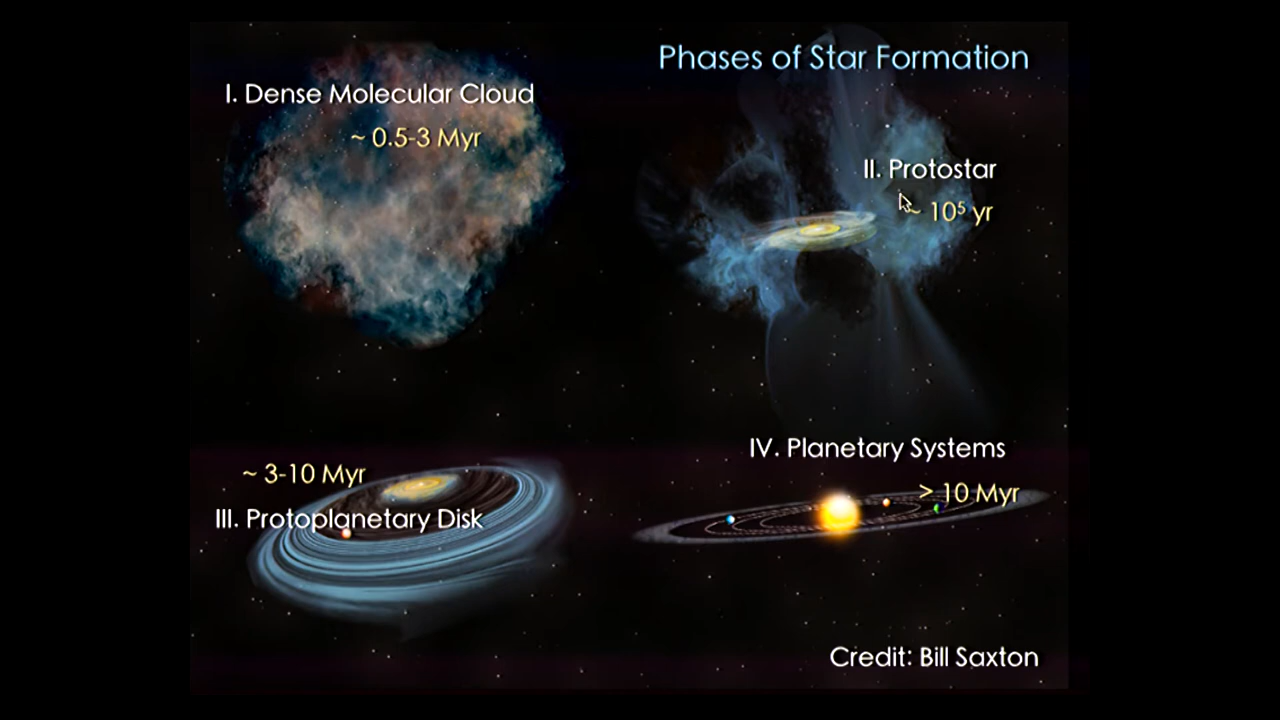 Phases of Star Formation
I. Dense Molecular Cloud
~ 0.5-3 Myr
II. Protostar
~ 10⁵ yr
~ 3-10 Myr
III. Protoplanetary Disk
IV. Planetary Systems
> 10 Myr
Credit: Bill Saxton